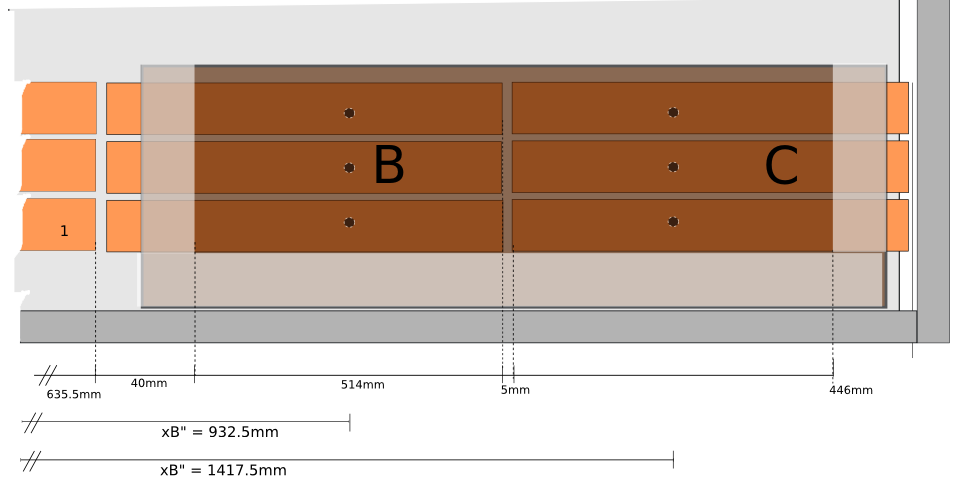 B
C
1
635.5mm
40mm
514mm
5mm
446mm
xB" = 932.5mm
xB" = 1417.5mm